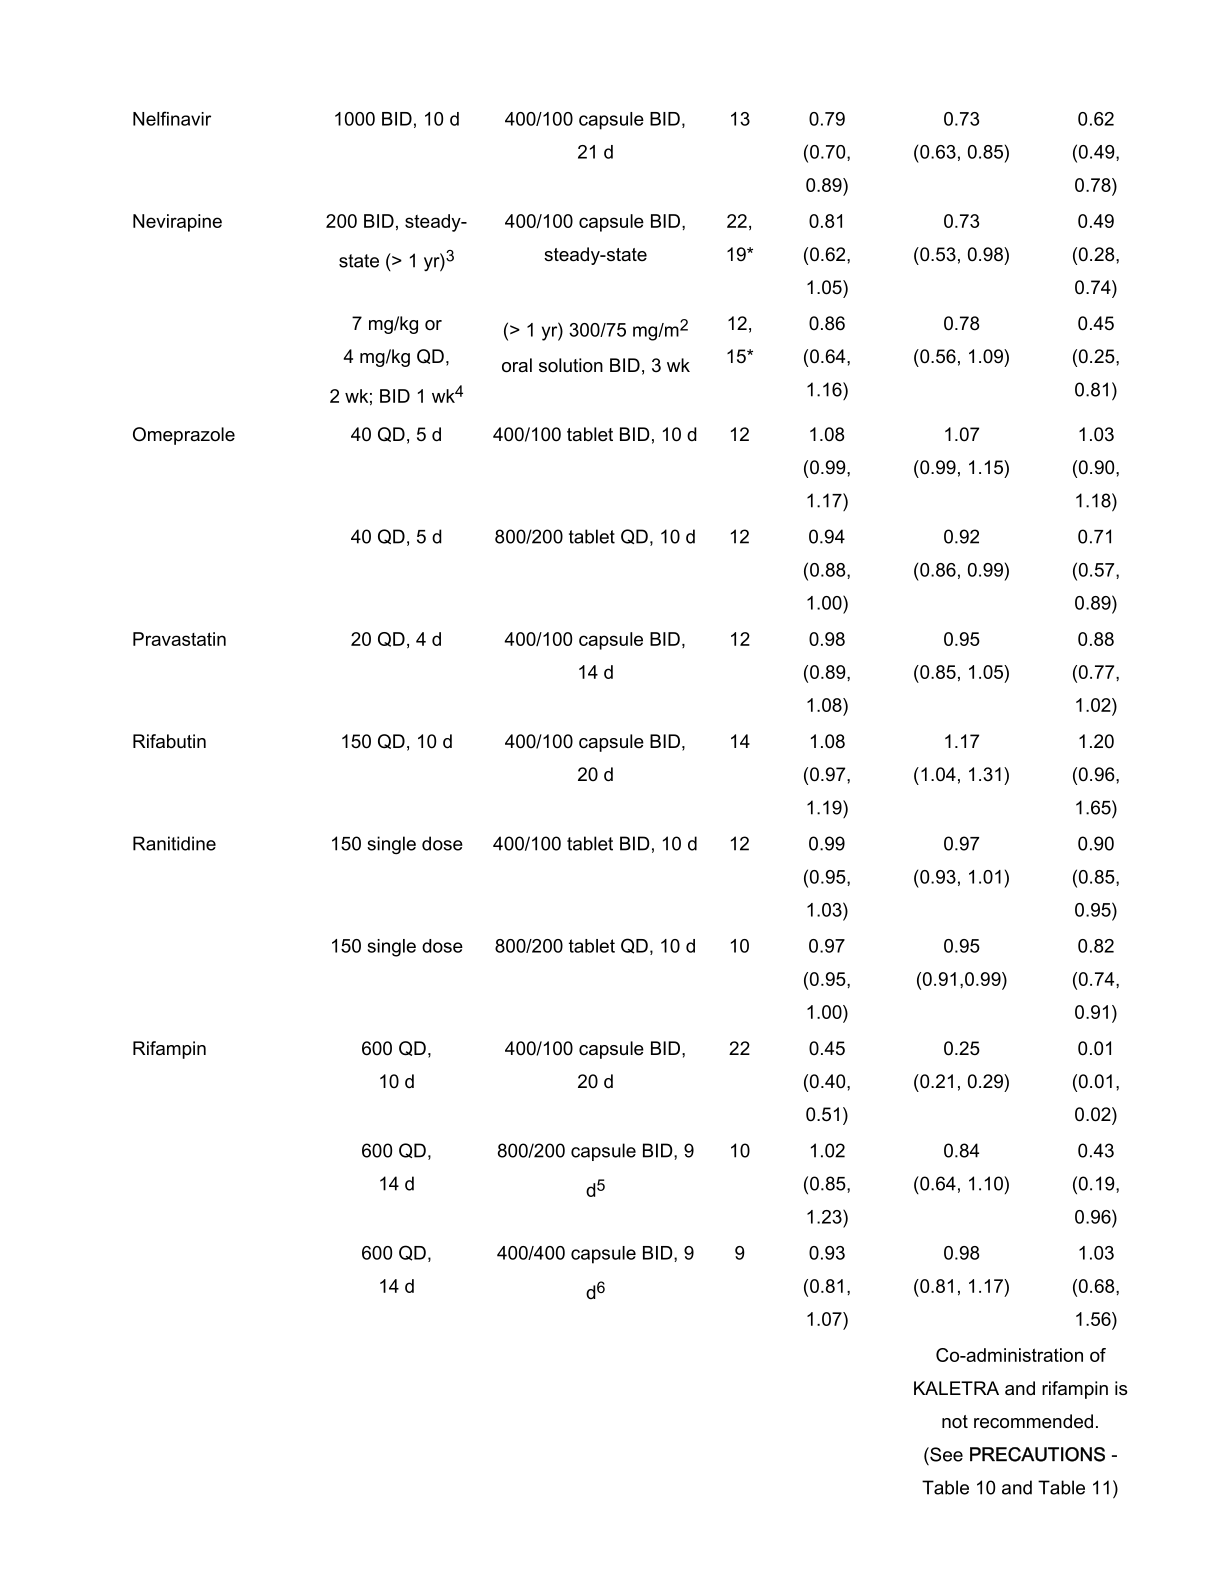 Nelfinavir 1000 BID, 10 d 400/100 capsule BID, 13 0.79 0.73 0.62
21 d (0.70, (0.63, 0.85) (0.49,
0.89) 0.78)
Nevirapine 200 BID, steady- 400/100 capsule BID, 22, 0.81 0.73 0.49
state (> 1 yr)3 steady-state 19* (0.62, (0.53, 0.98) (0.28,
1.05) 0.74)
7 mg/kg or (> 1 yr) 300/75 mg/m2 12, 0.86 0.78 0.45
4 mg/kg QD, oral solution BID, 3 wk 15* (0.64, (0.56, 1.09) (0.25,
2 wk; BID 1 wk4 1.16) 0.81)
Omeprazole 40 QD, 5 d 400/100 tablet BID, 10 d 12 1.08 1.07 1.03
(0.99, (0.99, 1.15) (0.90,
1.17) 1.18)
40 QD, 5 d 800/200 tablet QD, 10 d 12 0.94 0.92 0.71
(0.88, (0.86, 0.99) (0.57,
1.00) 0.89)
Pravastatin 20 QD, 4 d 400/100 capsule BID, 12 0.98 0.95 0.88
14 d (0.89, (0.85, 1.05) (0.77,
1.08) 1.02)
Rifabutin 150 QD, 10 d 400/100 capsule BID, 14 1.08 1.17 1.20
20 d (0.97, (1.04, 1.31) (0.96,
1.19) 1.65)
Ranitidine 150 single dose 400/100 tablet BID, 10 d 12 0.99 0.97 0.90
(0.95, (0.93, 1.01) (0.85,
1.03) 0.95)
150 single dose 800/200 tablet QD, 10 d 10 0.97 0.95 0.82
(0.95, (0.91,0.99) (0.74,
1.00) 0.91)
Rifampin 600 QD, 400/100 capsule BID, 22 0.45 0.25 0.01
10 d 20 d (0.40, (0.21, 0.29) (0.01,
0.51) 0.02)
600 QD, 800/200 capsule BID, 9 10 1.02 0.84 0.43
14 d d5 (0.85, (0.64, 1.10) (0.19,
1.23) 0.96)
600 QD, 400/400 capsule BID, 9 9 0.93 0.98 1.03
14 d d6 (0.81, (0.81, 1.17) (0.68,
1.07) 1.56)
Co-administration of
KALETRA and rifampin is
not recommended.
(See PRECAUTIONS -
Table 10 and Table 11)